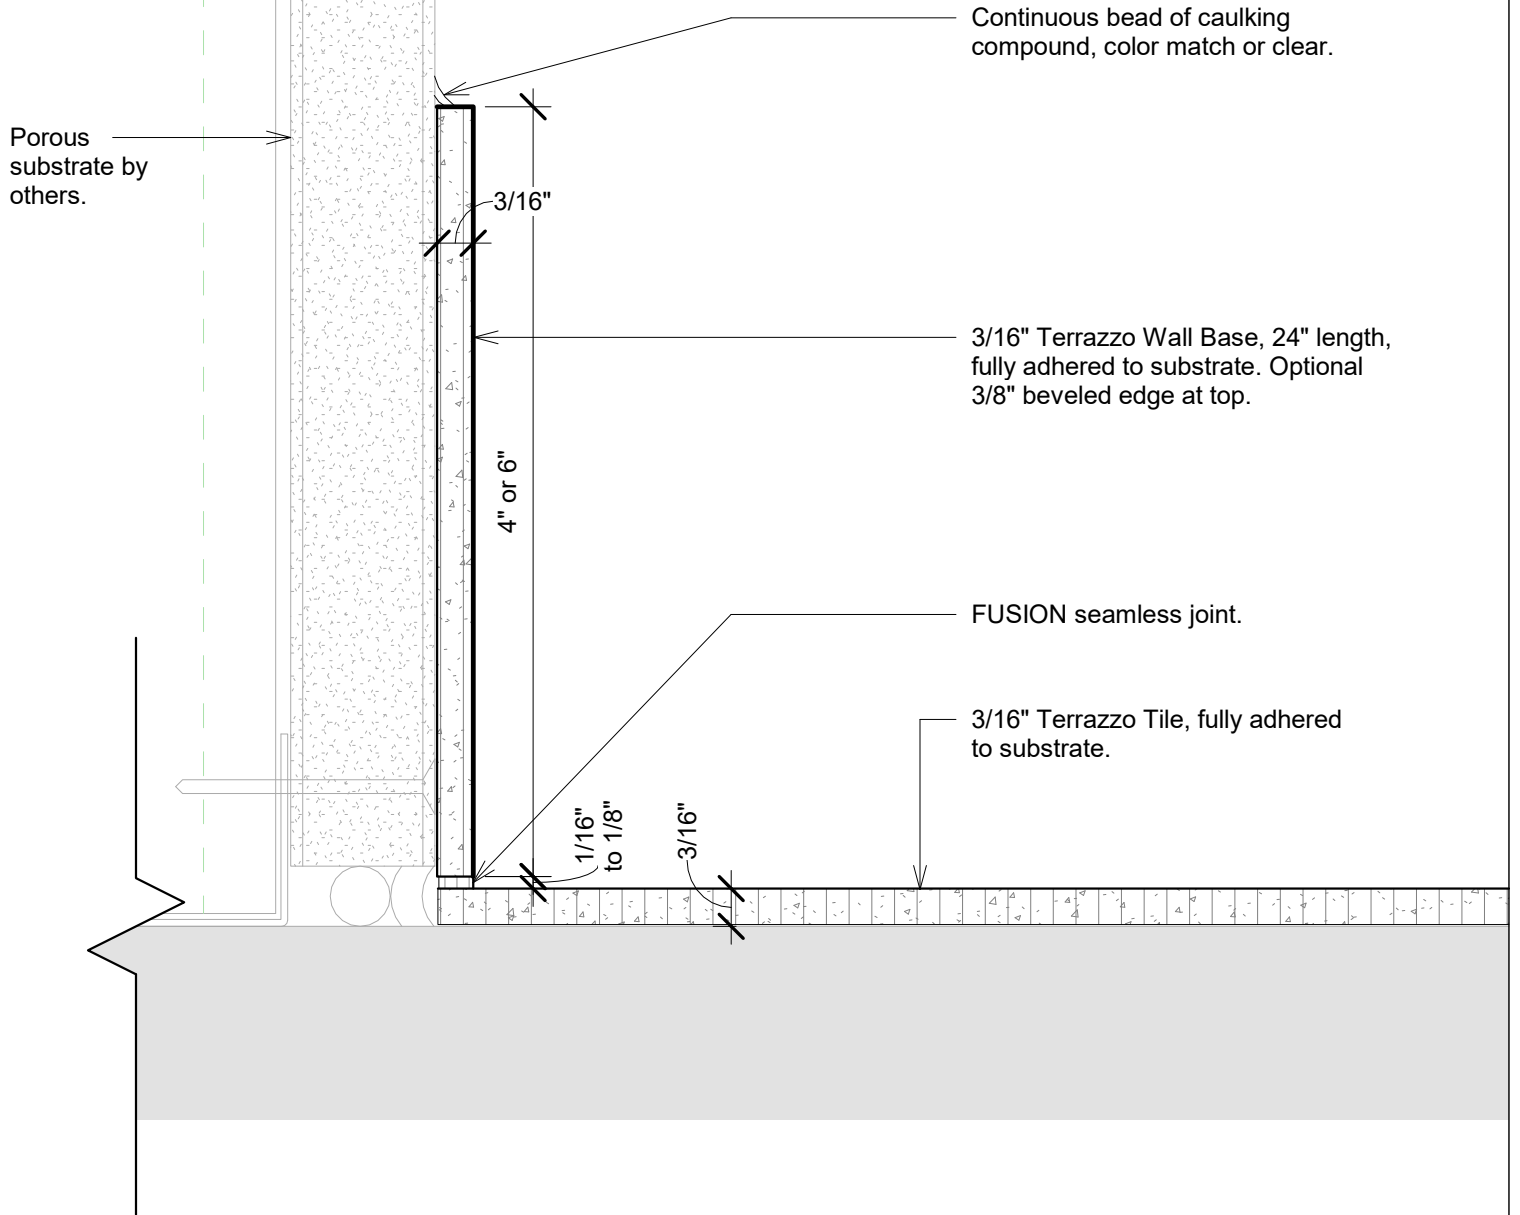 Continuous bead of caulking
compound, color match or clear.
Porous
substrate by
others.
3/16"
3/16" Terrazzo Wall Base, 24" length,
fully adhered to substrate. Optional
3/8" beveled edge at top.
4" or 6"
FUSION seamless joint.
3/16" Terrazzo Tile, fully adhered
to substrate.
1/16"
to 1/8"
3/16"